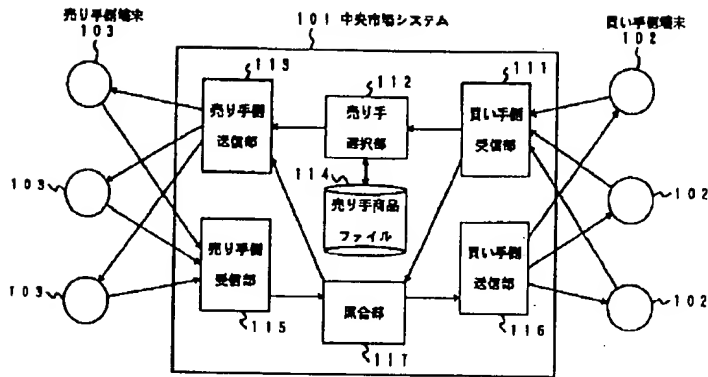 売り手側端末
103
101 中央市場システム
買い手側端末
102
113
売り手側
送信部
112
売り手
選択部
111
買い手側
受信部
114
売り手商品
ファイル
103
102
売り手側
受信部
115
買い手側
送信部
116
照合部
117
103
102